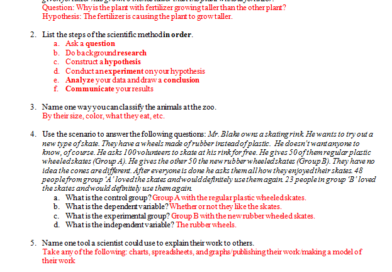 Question: Why is the plant with fertilizer growing taller than the other plant?
Hypothesis: The fertilizer is causing the plant to grow taller.
2. List the steps of the scientific method in order.
a. Ask a question
b. Do background research
c. Construct a hypothesis
d. Conduct an experiment on your hypothesis
e. Analyze your data and draw a conclusion
f. Communicate your results
3. Name one way you can classify the animals at the zoo.
By their size, color, what they eat, etc.
4. Use the scenario to answer the following questions: Mr. Blake owns a skating rink. He wants to try out a
new type of skate. They have wheels made of rubber instead of plastic. He doesn't want anyone to
know, of course. He asks 100 volunteers to skate at his rink for free. He gives 50 of them regular plastic
wheeled skates (Group A). He gives the other 50 the new rubber wheeled skates (Group B). They have no
idea the cones are different. After everyone is done he asks them all how they enjoyed their skates. 48
people from group 'A' loved the skates and would definitely use them again. 23 people in group 'B' loved
the skates and would definitely use them again.
a. What is the control group? Group A with the regular plastic wheeled skates.
b. What is the dependent variable? Whether or not they like the skates.
c. What is the experimental group? Group B with the new rubber wheeled skates.
d. What is the independent variable? The rubber wheels.
5. Name one tool a scientist could use to explain their work to others.
Take any of the following: charts, spreadsheets, and graphs/publishing their work/making a model of
their work